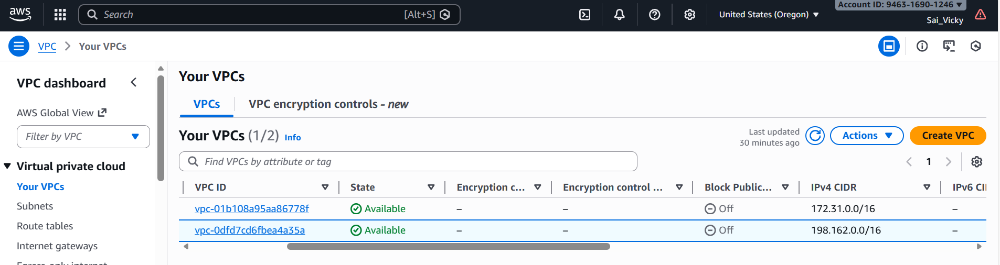 aws
Search [Alt+S]
United States (Oregon)
Account ID: 9463-1690-1246
Sai_Vicky
VPC Your VPCs
VPC dashboard
AWS Global View
Filter by VPC
Virtual private cloud
Your VPCs
Subnets
Route tables
Internet gateways
Egress-only internet
Your VPCs
VPCs VPC encryption controls - new
Your VPCs (1/2) Info
Last updated
30 minutes ago
Actions
Create VPC
Find VPCs by attribute or tag
1
VPC ID State Encryption c... Encryption control ... Block Public... IPv4 CIDR IPv6 CI
vpc-01b108a95aa86778f Available – – Off 172.31.0.0/16 –
vpc-0dfd7cd6fbea4a35a Available – – Off 198.162.0.0/16 –